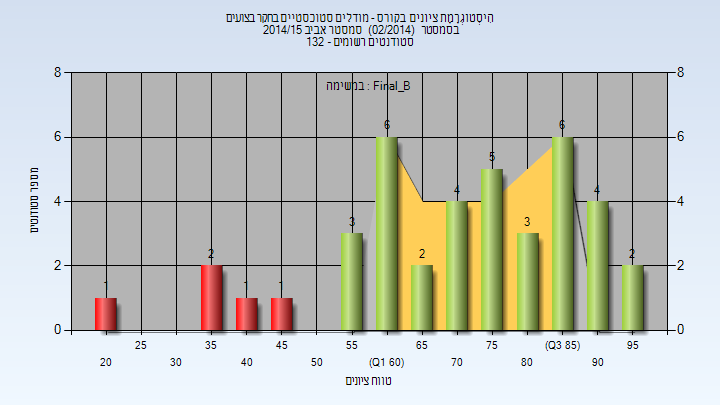 היסטוגרמת ציונים בקורס - מודלים סטוכסטיים בחקר בצועים
בסמסטר (02/2014) סמסטר אביב 2014/15
סטודנטים רשומים - 132
במשימה : Final_B
מספר סטודנטים
8 8
6 6
4 4
2 2
0 0
1 2 1 1 3 6 2 4 5 3 6 4 2
25 35 45 55 65 75 (Q3 85) 95
20 30 40 50 (Q1 60) 70 80 90
טווח ציונים